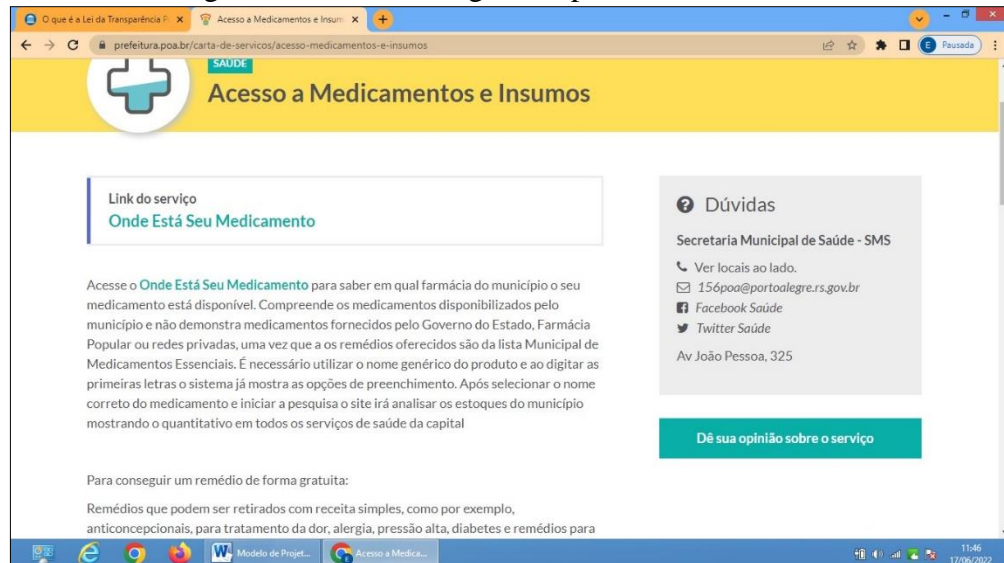 O que é a Lei da Transparência P
Acesso a Medicamentos e Insum
prefeitura.poa.br/carta-de-servicos/acesso-medicamentos-e-insumos
E
Pausada
SAÚDE
Acesso a Medicamentos e Insumos
Link do serviço
Onde Está Seu Medicamento
Acesse o Onde Está Seu Medicamento para saber em qual farmácia do município o seu
medicamento está disponível. Compreende os medicamentos disponibilizados pelo
município e não demonstra medicamentos fornecidos pelo Governo do Estado, Farmácia
Popular ou redes privadas, uma vez que a os remédios oferecidos são da lista Municipal de
Medicamentos Essenciais. É necessário utilizar o nome genérico do produto e ao digitar as
primeiras letras o sistema já mostra as opções de preenchimento. Após selecionar o nome
correto do medicamento e iniciar a pesquisa o site irá analisar os estoques do município
mostrando o quantitativo em todos os serviços de saúde da capital
Para conseguir um remédio de forma gratuita:
Remédios que podem ser retirados com receita simples, como por exemplo,
anticoncepcionais, para tratamento da dor, alergia, pressão alta, diabetes e remédios para
Dúvidas
Secretaria Municipal de Saúde - SMS
Ver locais ao lado.
156poa@portoalegre.rs.gov.br
Facebook Saúde
Twitter Saúde
Av João Pessoa, 325
Dê sua opinião sobre o serviço
Modelo de Projet...
Acesso a Medica...
11:46
17/06/2022